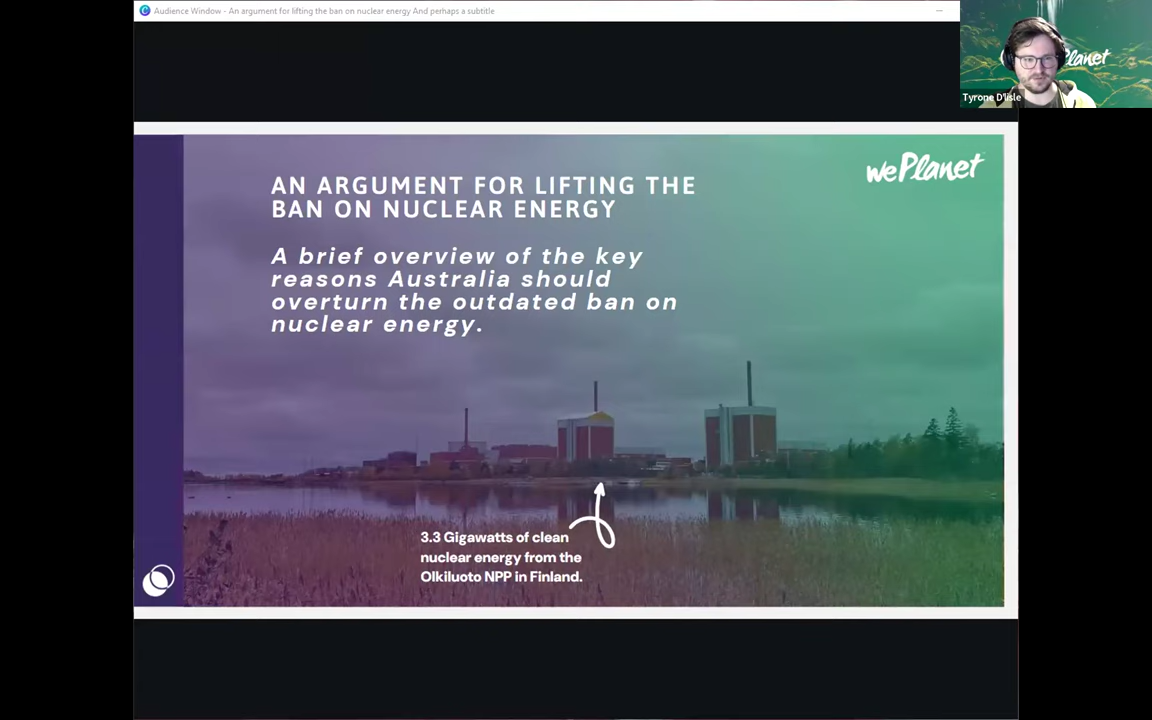 Audience Window - An argument for lifting the ban on nuclear energy And perhaps a subtitle
Planet
Tyrone D'lisle
wePlanet
AN ARGUMENT FOR LIFTING THE
BAN ON NUCLEAR ENERGY
A brief overview of the key
reasons Australia should
overturn the outdated ban on
nuclear energy.
3.3 Gigawatts of clean
nuclear energy from the
Olkiluoto NPP in Finland.